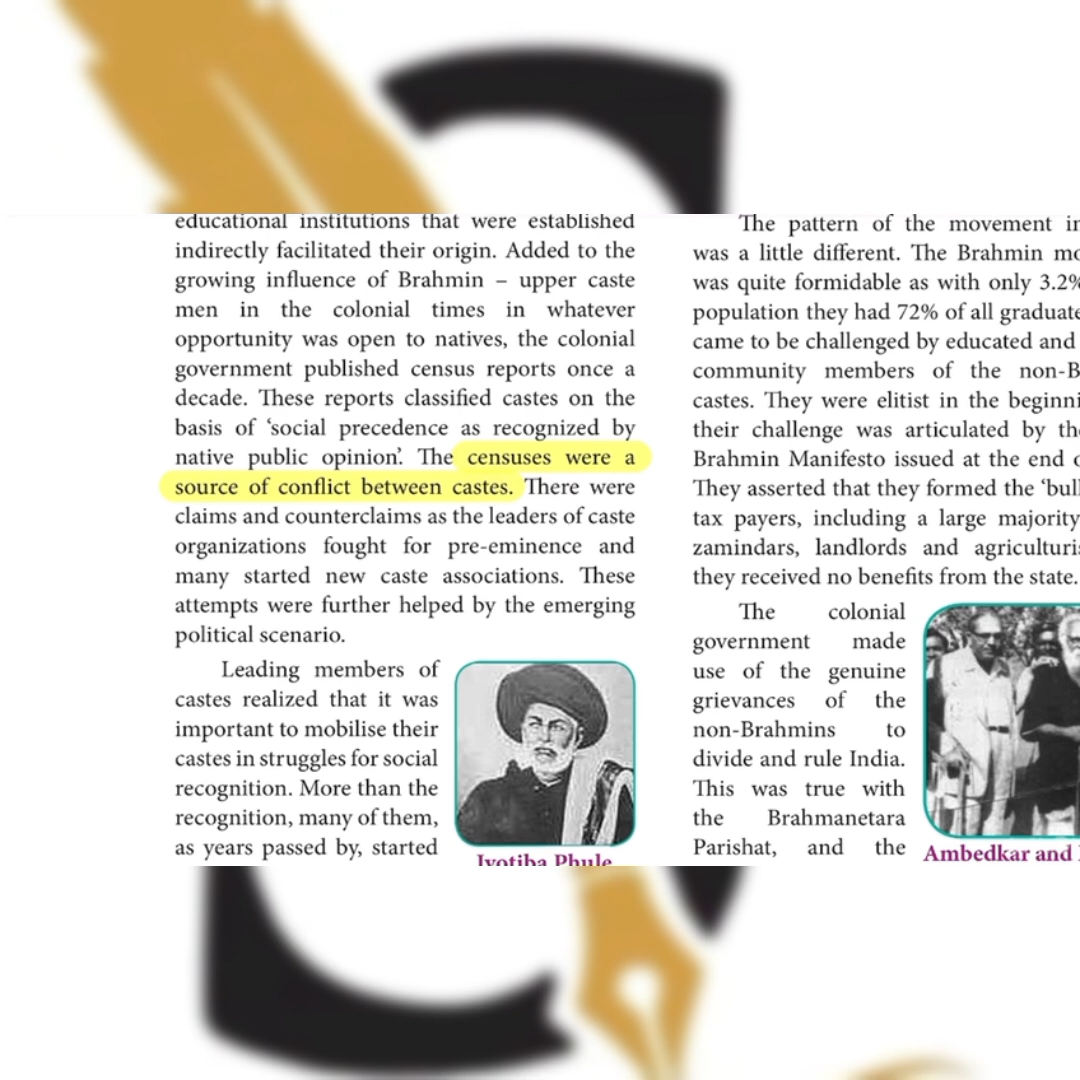 educational institutions that were established
indirectly facilitated their origin. Added to the
growing influence of Brahmin – upper caste
men in the colonial times in whatever
opportunity was open to natives, the colonial
government published census reports once a
decade. These reports classified castes on the
basis of ‘social precedence as recognized by
native public opinion’. The censuses were a
source of conflict between castes. There were
claims and counterclaims as the leaders of caste
organizations fought for pre-eminence and
many started new caste associations. These
attempts were further helped by the emerging
political scenario.
Leading members of
castes realized that it was
important to mobilise their
castes in struggles for social
recognition. More than the
recognition, many of them,
as years passed by, started
Jyotiba Phule
The pattern of the movement in
was a little different. The Brahmin mo
was quite formidable as with only 3.2%
population they had 72% of all graduate
came to be challenged by educated and
community members of the non-B
castes. They were elitist in the beginni
their challenge was articulated by the
Brahmin Manifesto issued at the end o
They asserted that they formed the ‘bull
tax payers, including a large majority
zamindars, landlords and agriculturis
they received no benefits from the state.
The colonial
government made
use of the genuine
grievances of the
non-Brahmins to
divide and rule India.
This was true with
the Brahmanetara
Parishat, and the
Ambedkar and